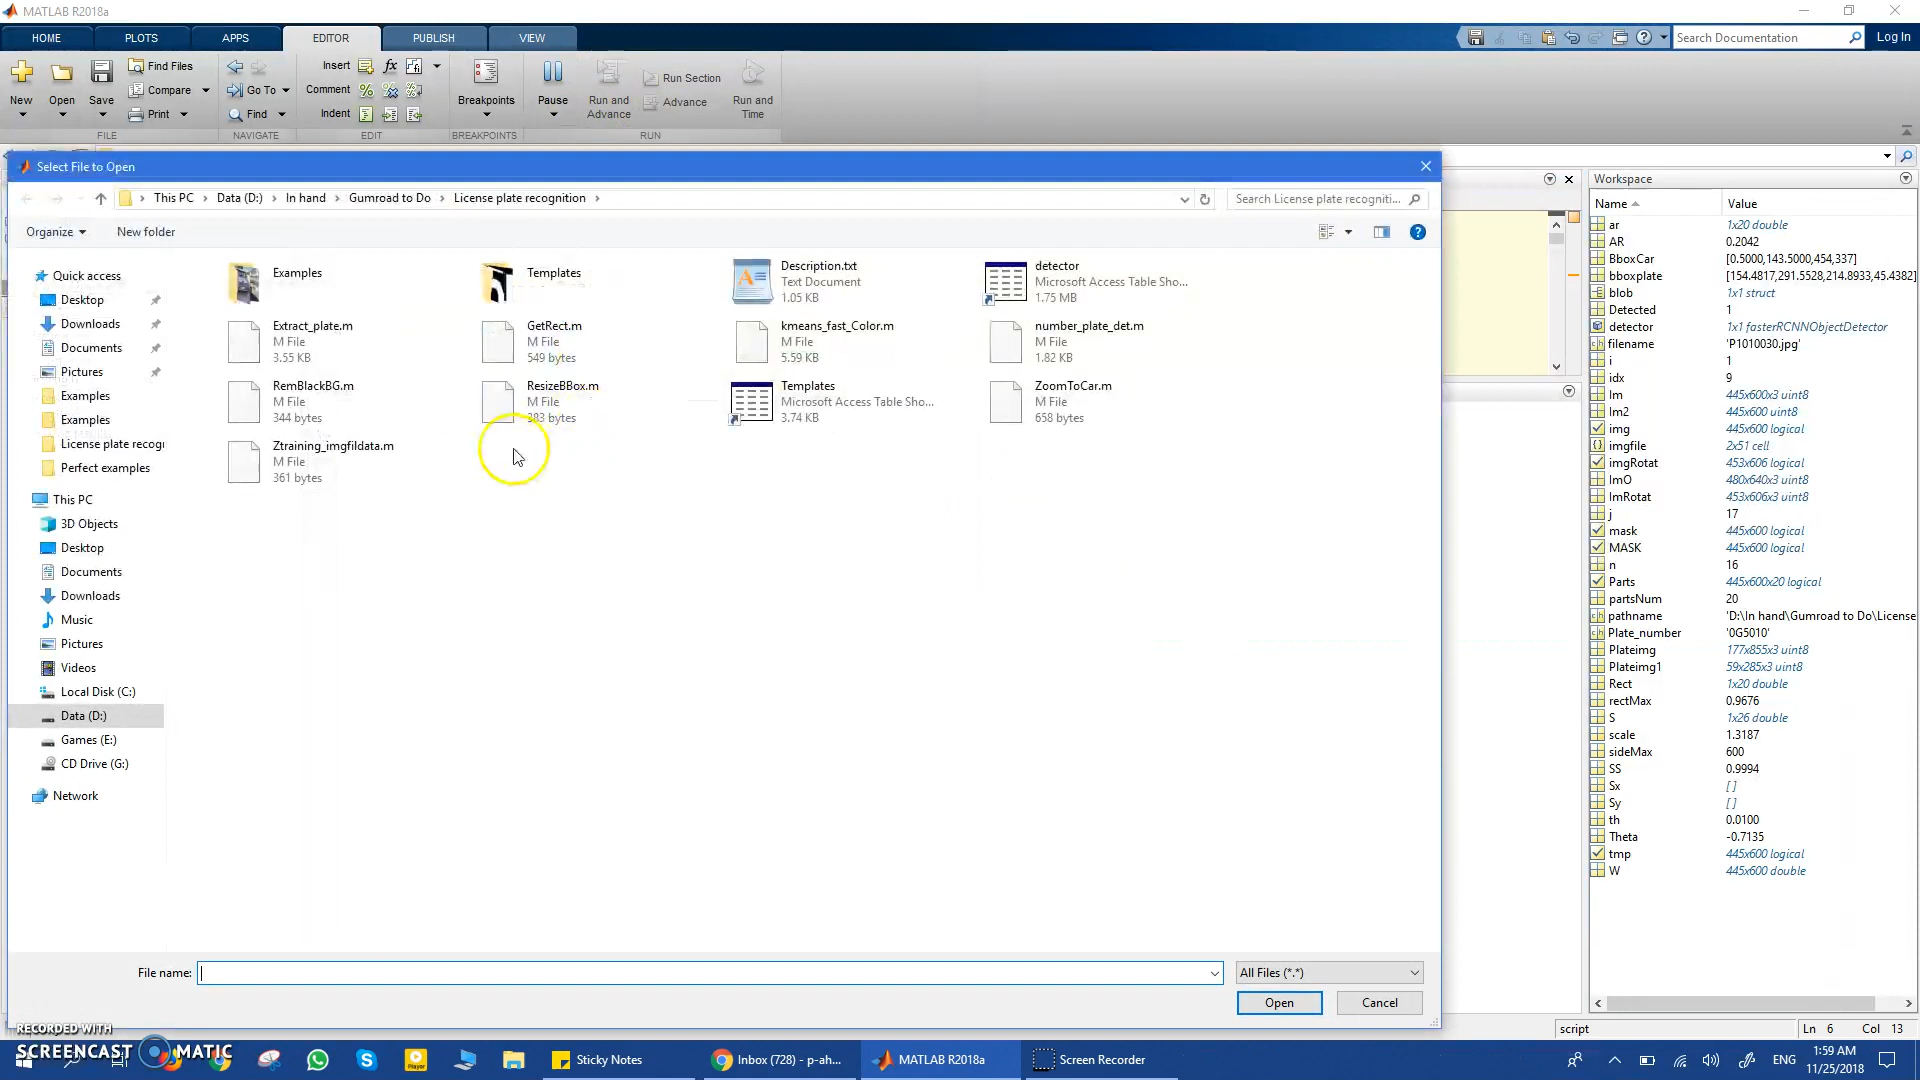 MATLAB R2018a
HOME PLOTS APPS EDITOR PUBLISH VIEW
Search Documentation Log In
New Open Save Find Files Compare Print
Go To Find
Insert fx
Comment
Indent
Breakpoints Pause Run and Advance Run Section Advance Run and Time
FILE NAVIGATE EDIT BREAKPOINTS RUN
Select File to Open
This PC Data (D:) In hand Gumroad to Do License plate recognition
Search License plate recogniti...
Organize New folder
Quick access
Desktop
Downloads
Documents
Pictures
Examples
Examples
License plate recogr
Perfect examples
This PC
3D Objects
Desktop
Documents
Downloads
Music
Pictures
Videos
Local Disk (C:)
Data (D:)
Games (E:)
CD Drive (G:)
Network
Examples
Templates
Description.txt
Text Document
1.05 KB
detector
Microsoft Access Table Sho...
1.75 MB
Extract_plate.m
M File
3.55 KB
GetRect.m
M File
549 bytes
kmeans_fast_Color.m
M File
5.59 KB
number_plate_det.m
M File
1.82 KB
RemBlackBG.m
M File
344 bytes
ResizeBBox.m
M File
383 bytes
Templates
Microsoft Access Table Sho...
3.74 KB
ZoomToCar.m
M File
658 bytes
Ztraining_imgfildata.m
M File
361 bytes
File name:
All Files (*.*)
Open Cancel
Workspace
Name Value
ar 1x20 double
AR 0.2042
BboxCar [0.5000,143.5000,454,337]
bboxplate [154.4817,291.5528,214.8933,45.4382]
blob 1x1 struct
Detected 1
detector 1x1 fasterRCNNObjectDetector
filename 'P1010030.jpg'
i 1
idx 9
Im 445x600x3 uint8
Im2 445x600 uint8
img 445x600 logical
imgfile 2x51 cell
imgRotat 453x606 logical
ImO 480x640x3 uint8
ImRotat 453x606x3 uint8
j 17
mask 445x600 logical
MASK 445x600 logical
n 16
Parts 445x600x20 logical
partsNum 20
pathname 'D:\In hand\Gumroad to Do\License
Plate_number '0G5010'
Plateimg 177x855x3 uint8
Plateimg1 59x285x3 uint8
Rect 1x20 double
rectMax 0.9676
S 1x26 double
scale 1.3187
sideMax 600
SS 0.9994
Sx [ ]
Sy [ ]
th 0.0100
Theta -0.7135
tmp 445x600 logical
W 445x600 double
script Ln 6 Col 13
RECORDED WITH
SCREENCAST MATIC
Player
Sticky Notes
Inbox (728) - p-ah...
MATLAB R2018a
Screen Recorder
ENG
1:59 AM
11/25/2018